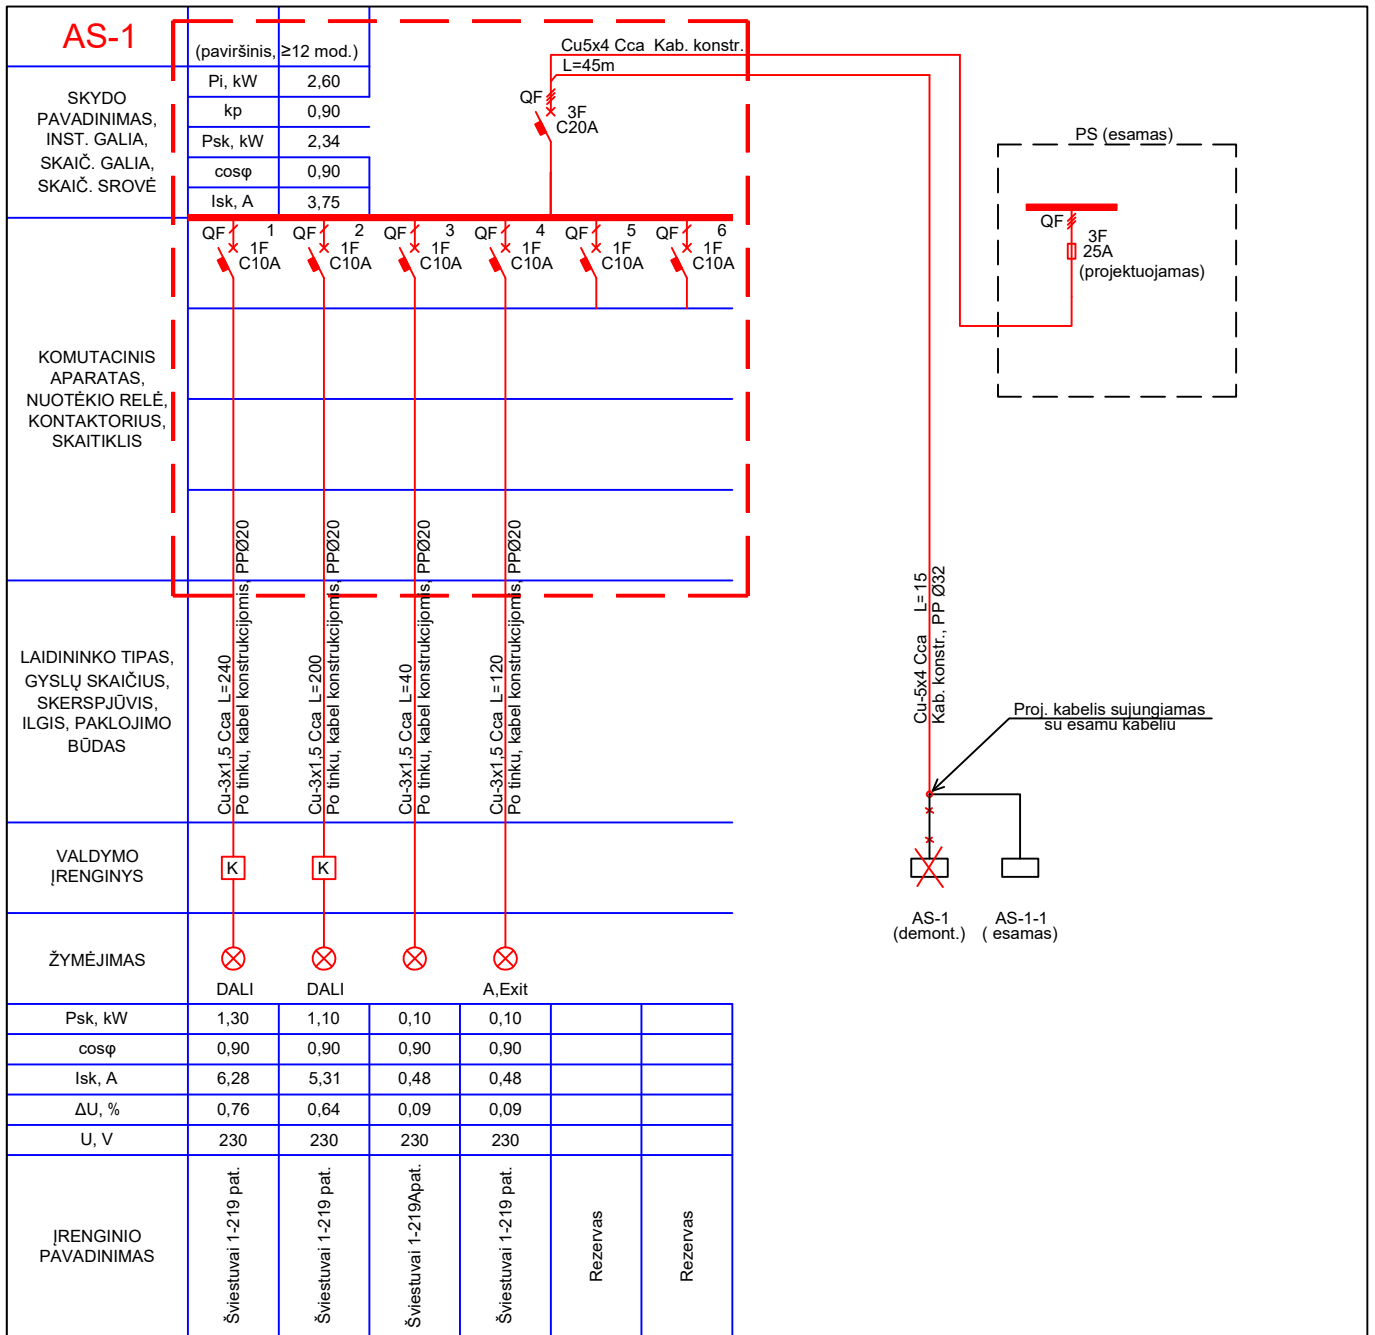 AS-1
(paviršinis, ≥12 mod.)
SKYDO
PAVADINIMAS,
INST. GALIA,
SKAIČ. GALIA,
SKAIČ. SROVĖ
Pi, kW 2,60
kp 0,90
Psk, kW 2,34
cosφ 0,90
Isk, A 3,75
Cu5x4 Cca Kab. konstr.
L=45m
QF
3F
C20A
PS (esamas)
QF
3F
25A
(projektuojamas)
KOMUTACINIS
APARATAS,
NUOTĖKIO RELĖ,
KONTAKTORIUS,
SKAITIKLIS
QF 1
1F
C10A
QF 2
1F
C10A
QF 3
1F
C10A
QF 4
1F
C10A
QF 5
1F
C10A
QF 6
1F
C10A
LAIDININKO TIPAS,
GYSLŲ SKAIČIUS,
SKERSPJŪVIS,
ILGIS, PAKLOJIMO
BŪDAS
Cu-3x1,5 Cca L=240
Po tinku, kabel konstrukcijomis, PPØ20
Cu-3x1,5 Cca L=200
Po tinku, kabel konstrukcijomis, PPØ20
Cu-3x1,5 Cca L=40
Po tinku, kabel konstrukcijomis, PPØ20
Cu-3x1,5 Cca L=120
Po tinku, kabel konstrukcijomis, PPØ20
Cu-5x4 Cca L=15
Kab. konstr., PP Ø32
Proj. kabelis sujungiamas
su esamu kabeliu
AS-1
(demont.)
AS-1-1
( esamas)
VALDYMO
ĮRENGINYS
K K
ŽYMĖJIMAS
DALI DALI A,Exit
Psk, kW 1,30 1,10 0,10 0,10
cosφ 0,90 0,90 0,90 0,90
Isk, A 6,28 5,31 0,48 0,48
ΔU, % 0,76 0,64 0,09 0,09
U, V 230 230 230 230
ĮRENGINIO
PAVADINIMAS
Šviestuvai 1-219 pat.
Šviestuvai 1-219 pat.
Šviestuvai 1-219Apat.
Šviestuvai 1-219 pat.
Rezervas
Rezervas